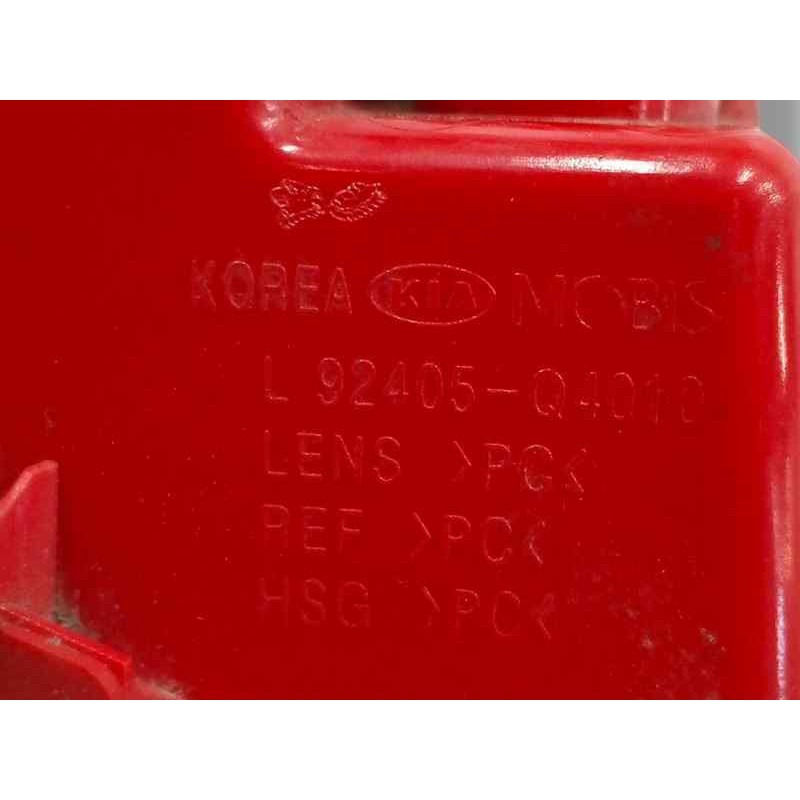 KOREA KIA MOBIS
L 92405-Q4010
LENS >PC<
REF >PC<
HSG >PC<